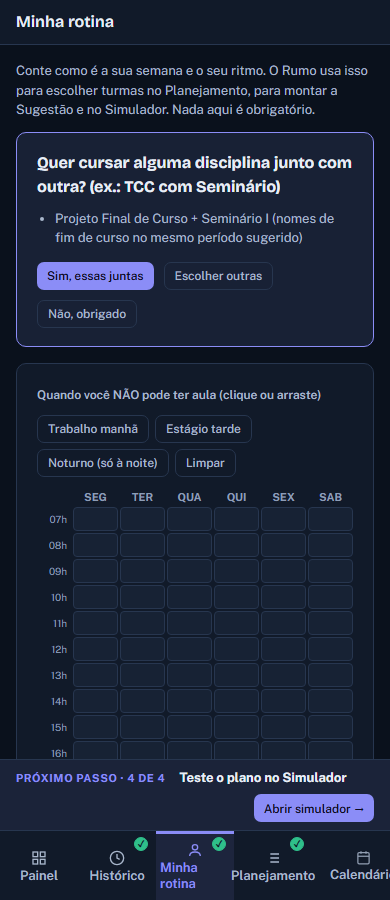 Minha rotina
Conte como é a sua semana e o seu ritmo. O Rumo usa isso
para escolher turmas no Planejamento, para montar a
Sugestão e no Simulador. Nada aqui é obrigatório.
Quer cursar alguma disciplina junto com
outra? (ex.: TCC com Seminário)
• Projeto Final de Curso + Seminário I (nomes de
fim de curso no mesmo período sugerido)
Sim, essas juntas
Escolher outras
Não, obrigado
Quando você NÃO pode ter aula (clique ou arraste)
Trabalho manhã
Estágio tarde
Noturno (só à noite)
Limpar
SEG TER QUA QUI SEX SAB
07h
08h
09h
10h
11h
12h
13h
14h
15h
16h
PRÓXIMO PASSO · 4 DE 4 Teste o plano no Simulador
Abrir simulador →
Painel
Histórico
Minha
rotina
Planejamento